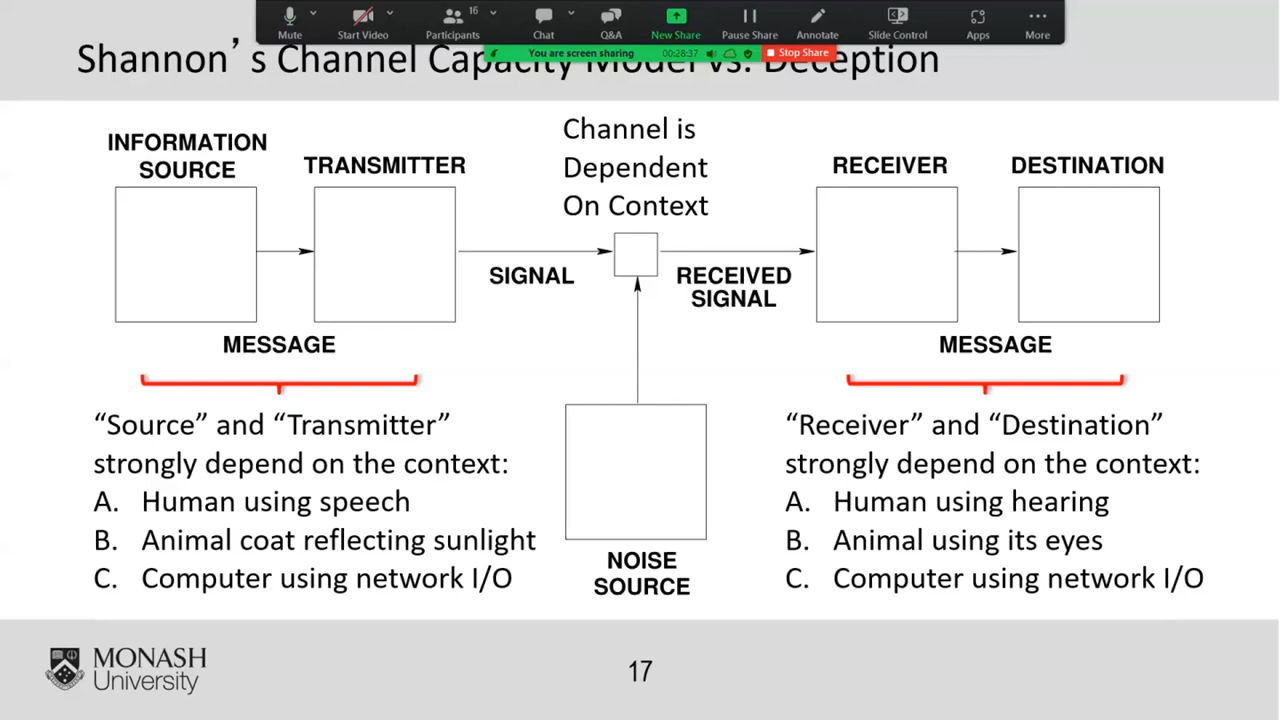 Mute
Start Video
Participants
16
Chat
Q&A
New Share
Pause Share
Annotate
Slide Control
Apps
More
You are screen sharing
00:28:37
Stop Share
Shannon's Channel Capacity Model vs. Deception
INFORMATION
SOURCE
TRANSMITTER
Channel is
Dependent
On Context
RECEIVER
DESTINATION
SIGNAL
RECEIVED
SIGNAL
MESSAGE
MESSAGE
“Source” and “Transmitter”
strongly depend on the context:
A. Human using speech
B. Animal coat reflecting sunlight
C. Computer using network I/O
NOISE
SOURCE
“Receiver” and “Destination”
strongly depend on the context:
A. Human using hearing
B. Animal using its eyes
C. Computer using network I/O
MONASH
University
17